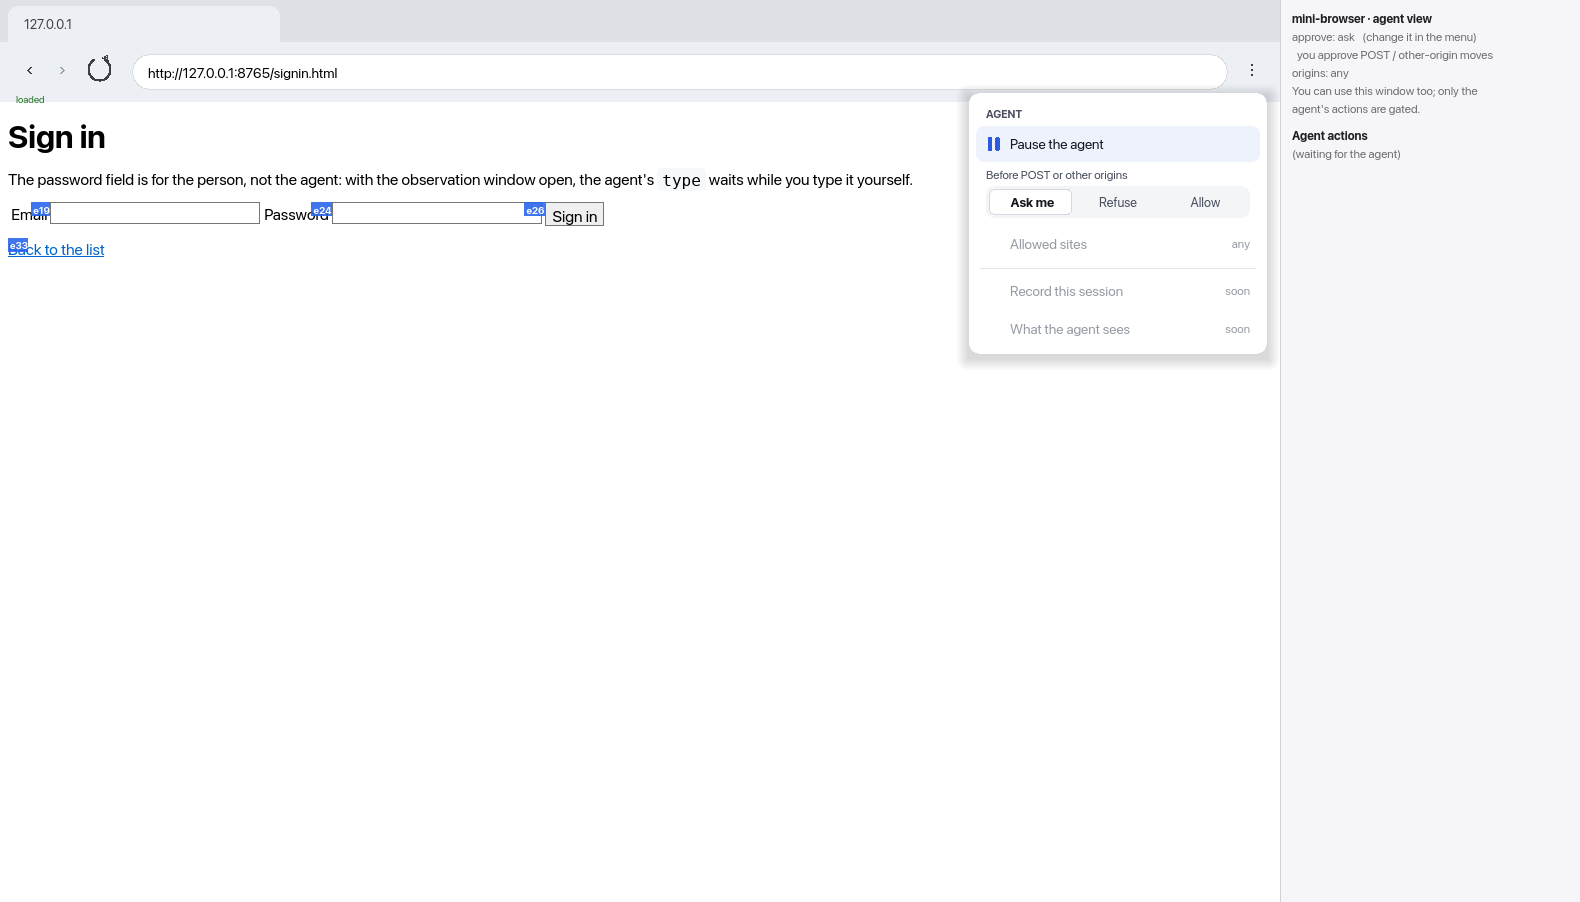 127.0.0.1
http://127.0.0.1:8765/signin.html
loaded
Sign in
The password field is for the person, not the agent: with the observation window open, the agent's type waits while you type it yourself.
Email e19 Password e24 e26 Sign in
e33
Back to the list
AGENT
Pause the agent
Before POST or other origins
Ask me Refuse Allow
Allowed sites any
Record this session soon
What the agent sees soon
mini-browser · agent view
approve: ask (change it in the menu)
you approve POST / other-origin moves
origins: any
You can use this window too; only the
agent's actions are gated.
Agent actions
(waiting for the agent)